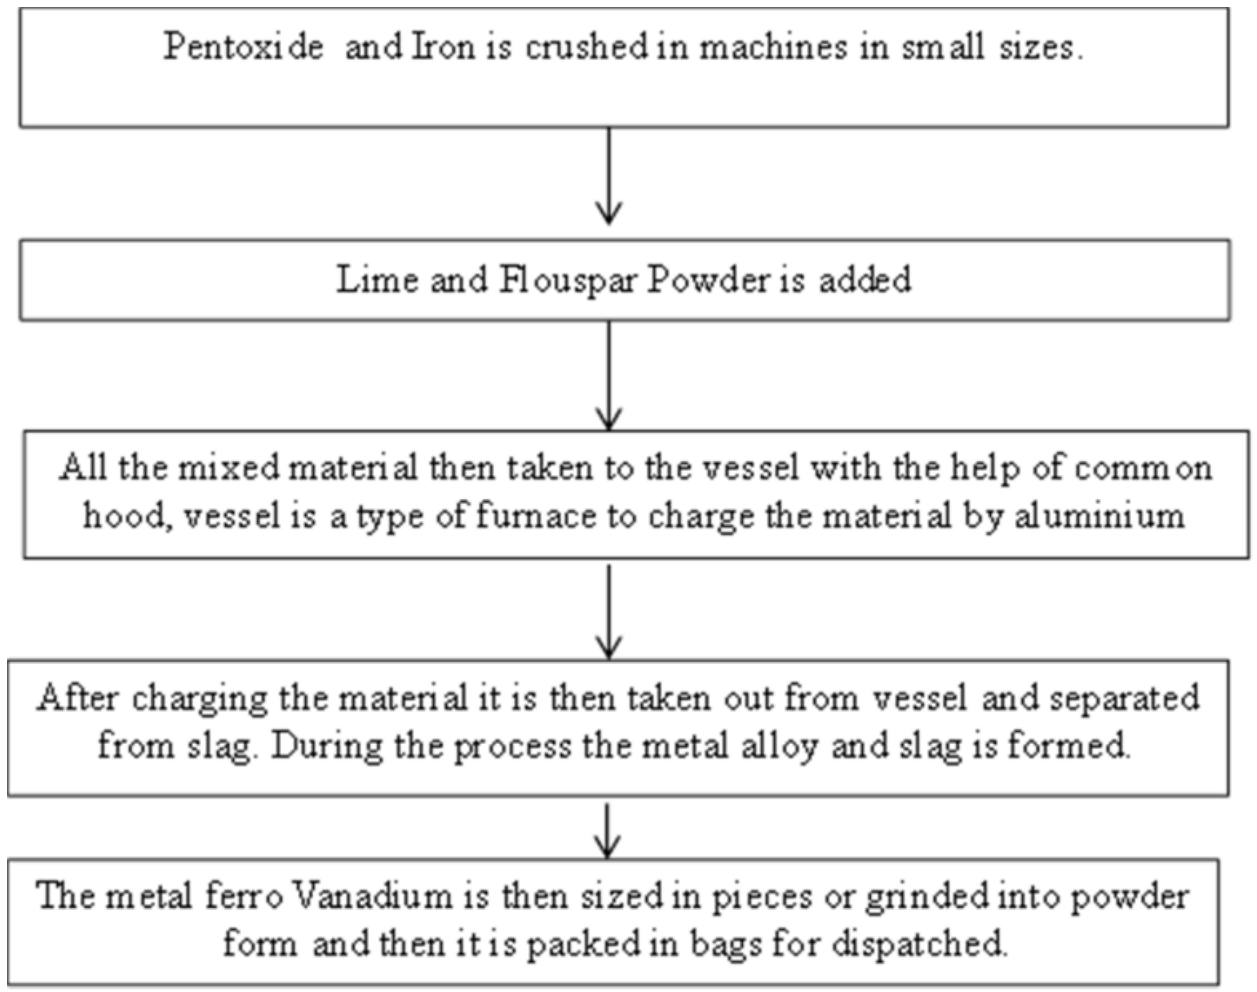 Pentoxide and Iron is crushed in machines in small sizes.
Lime and Flouspar Powder is added
All the mixed material then taken to the vessel with the help of common
hood, vessel is a type of furnace to charge the material by aluminium
After charging the material it is then taken out from vessel and separated
from slag. During the process the metal alloy and slag is formed.
The metal ferro Vanadium is then sized in pieces or grinded into powder
form and then it is packed in bags for dispatched.